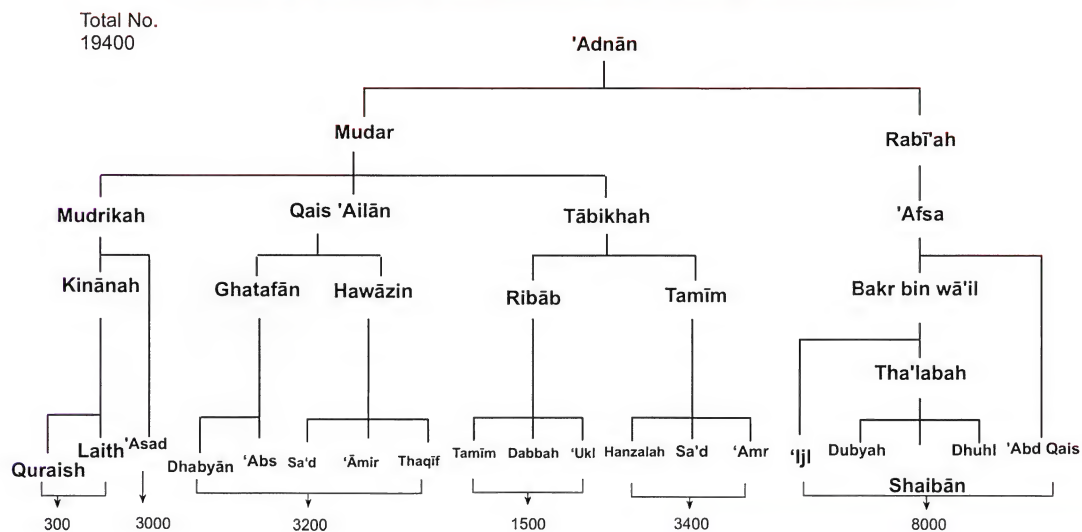 Total No.
19400
'Adnān
Mudar
Rabī'ah
Mudrikah
Qais 'Ailān
Tābikhah
'Afsa
Kinānah
Ghatafān
Hawāzin
Ribāb
Tamīm
Bakr bin wā'il
Tha'labah
Quraish
Laith
'Asad
Dhabyān
‘Abs
Sa‘d
‘Āmir
Thaqīf
Tamīm
Dabbah
‘Ukl
Hanzalah
Sa'd
‘Amr
‘Ijl
Dubyah
Dhuhl
'Abd Qais
Shaibān
300
3000
3200
1500
3400
8000